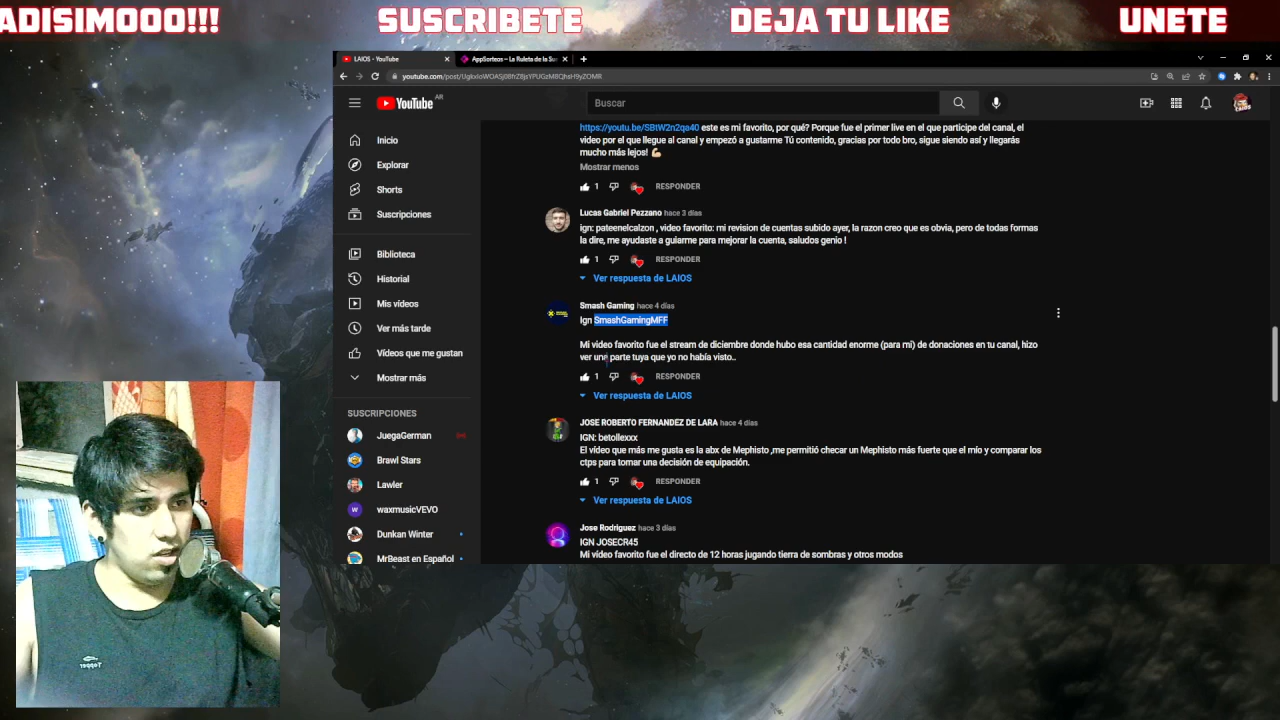 ADISIMOOO!!! SUSCRIBETE DEJA TU LIKE UNETE
LAIOS - YouTube
AppSorteos – La Ruleta de la Su
youtube.com/post/
YouTube AR
Buscar
Inicio
Explorar
Shorts
Suscripciones
Biblioteca
Historial
Mis vídeos
Ver más tarde
Vídeos que me gustan
Mostrar más
SUSCRIPCIONES
JuegaGerman
Brawl Stars
Lawler
W waxmusicVEVO
Dunkan Winter
MrBeast en Español
https://youtu.be/SBtW2n2qa40 este es mi favorito, por qué? Porque fue el primer live en el que participe del canal, el
video por el que llegue al canal y empezó a gustarme Tú contenido, gracias por todo bro, sigue siendo así y llegarás
mucho más lejos! 💪🏼
Mostrar menos
1 RESPONDER
Lucas Gabriel Pezzano hace 3 días
ign: pateenelcalzon , video favorito: mi revision de cuentas subido ayer, la razon creo que es obvia, pero de todas formas
la dire, me ayudaste a guiarme para mejorar la cuenta, saludos genio !
1 RESPONDER
Ver respuesta de LAIOS
Smash Gaming hace 4 días
Ign SmashGamingMFF
Mi video favorito fue el stream de diciembre donde hubo esa cantidad enorme (para mi) de donaciones en tu canal, hizo
ver una parte tuya que yo no había visto..
1 RESPONDER
Ver respuesta de LAIOS
JOSE ROBERTO FERNANDEZ DE LARA hace 4 días
IGN: betollexxx
El vídeo que más me gusta es la abx de Mephisto ,me permitió checar un Mephisto más fuerte que el mío y comparar los
ctps para tomar una decisión de equipación.
1 RESPONDER
Ver respuesta de LAIOS
Jose Rodriguez hace 3 días
IGN JOSECR45
Mi vídeo favorito fue el directo de 12 horas jugando tierra de sombras y otros modos